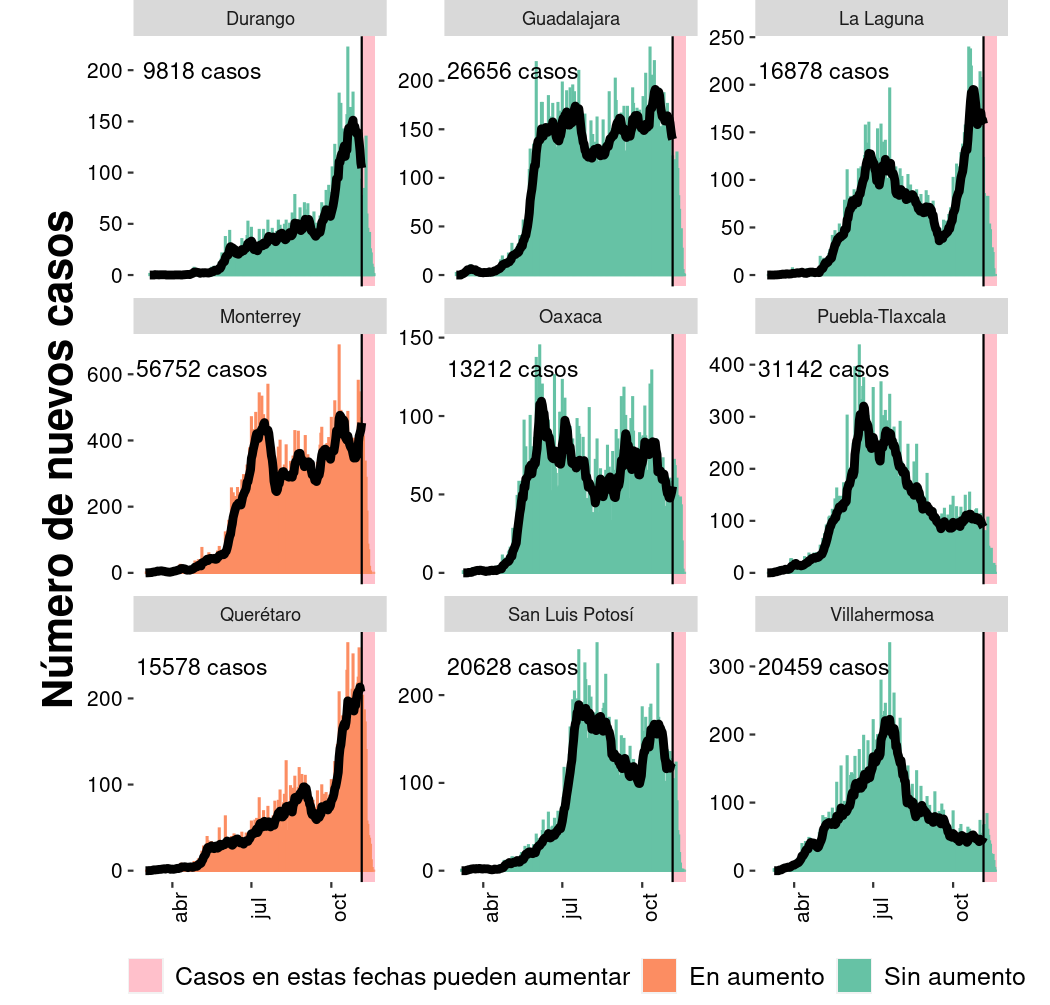 Número de nuevos casos
Durango
9818 casos
200
150
100
50
0
Guadalajara
26656 casos
200
150
100
50
0
La Laguna
16878 casos
250
200
150
100
50
0
Monterrey
56752 casos
600
400
200
0
Oaxaca
13212 casos
150
100
50
0
Puebla-Tlaxcala
31142 casos
400
300
200
100
0
Querétaro
15578 casos
200
100
0
San Luis Potosí
20628 casos
200
100
0
Villahermosa
20459 casos
300
200
100
0
abr jul oct
abr jul oct
abr jul oct
Casos en estas fechas pueden aumentar En aumento Sin aumento